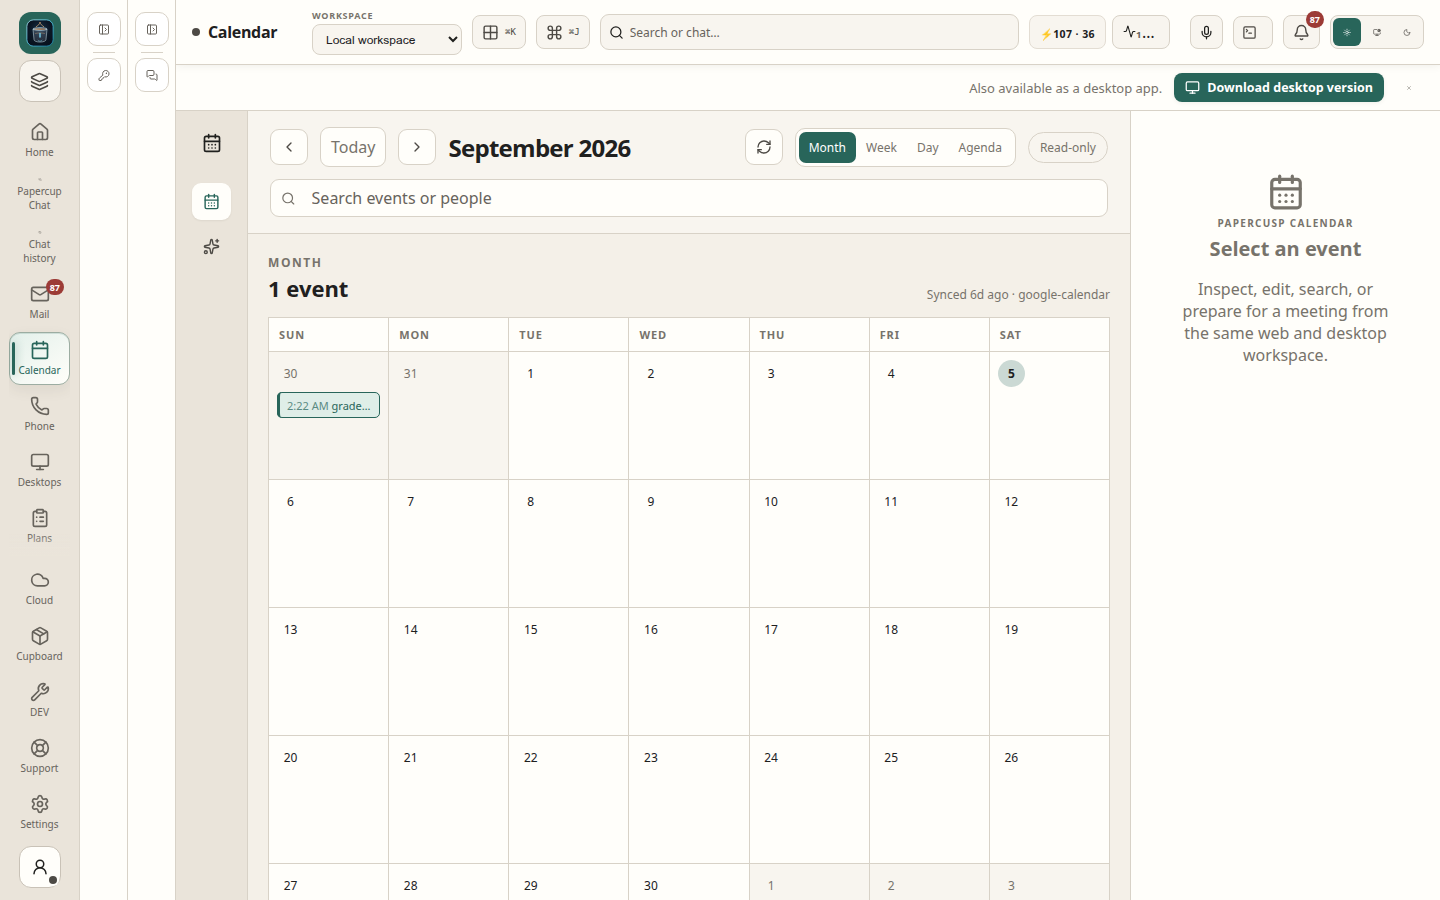 Calendar
WORKSPACE
Local workspace
⌘K
⌘J
Search or chat...
⚡107 · 36
1...
87
Also available as a desktop app.
Download desktop version
×
Home
Papercup
Chat
Chat
history
87
Mail
Calendar
Phone
Desktops
Plans
Cloud
Cupboard
DEV
Support
Settings
Today
September 2026
Month
Week
Day
Agenda
Read-only
Search events or people
MONTH
1 event
Synced 6d ago · google-calendar
SUN MON TUE WED THU FRI SAT
30 31 1 2 3 4 5
2:22 AM grade...
6 7 8 9 10 11 12
13 14 15 16 17 18 19
20 21 22 23 24 25 26
27 28 29 30 1 2 3
PAPERCUSP CALENDAR
Select an event
Inspect, edit, search, or
prepare for a meeting from
the same web and desktop
workspace.